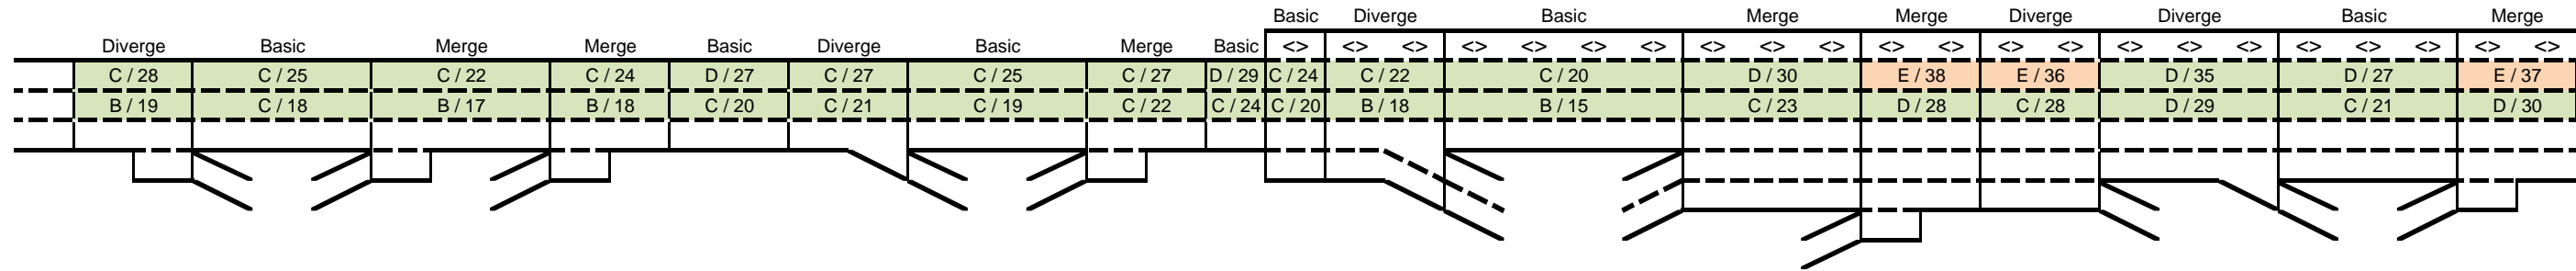 Basic Diverge Basic Merge Merge Diverge Diverge Basic Merge
Diverge Basic Merge Merge Basic Diverge Basic Merge Basic <> <> <> <> <> <> <> <> <> <> <> <> <> <> <> <> <> <> <> <> <>
C / 28 C / 25 C / 22 C / 24 D / 27 C / 27 C / 25 C / 27 D / 29 C / 24 C / 22 C / 20 D / 30 E / 38 E / 36 D / 35 D / 27 E / 37
B / 19 C / 18 B / 17 B / 18 C / 20 C / 21 C / 19 C / 22 C / 24 C / 20 B / 18 B / 15 C / 23 D / 28 C / 28 D / 29 C / 21 D / 30